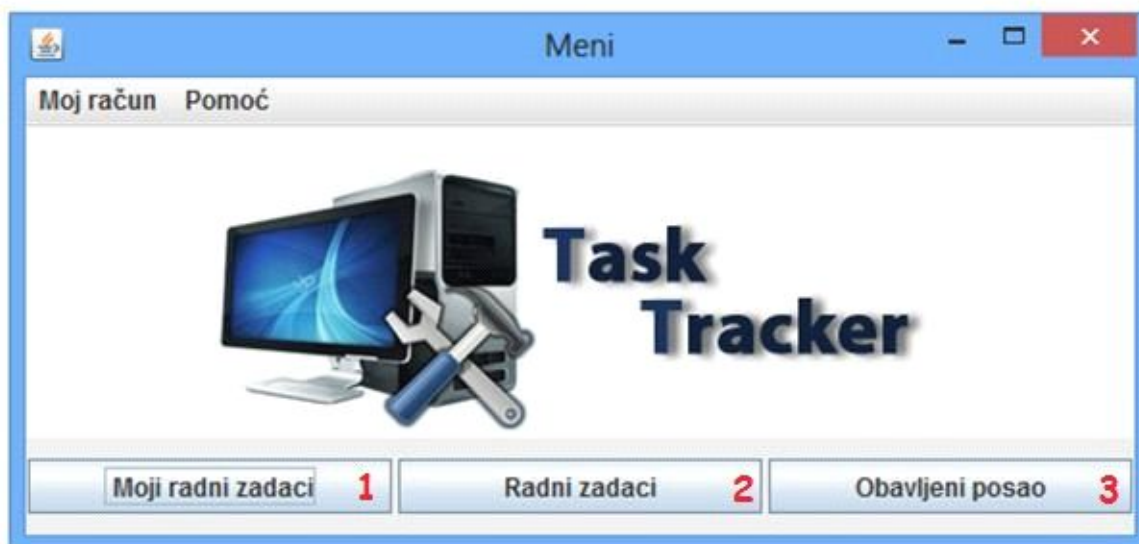 Meni
Moj račun Pomoć
Task
Tracker
Moji radni zadaci 1 Radni zadaci 2 Obavljeni posao 3